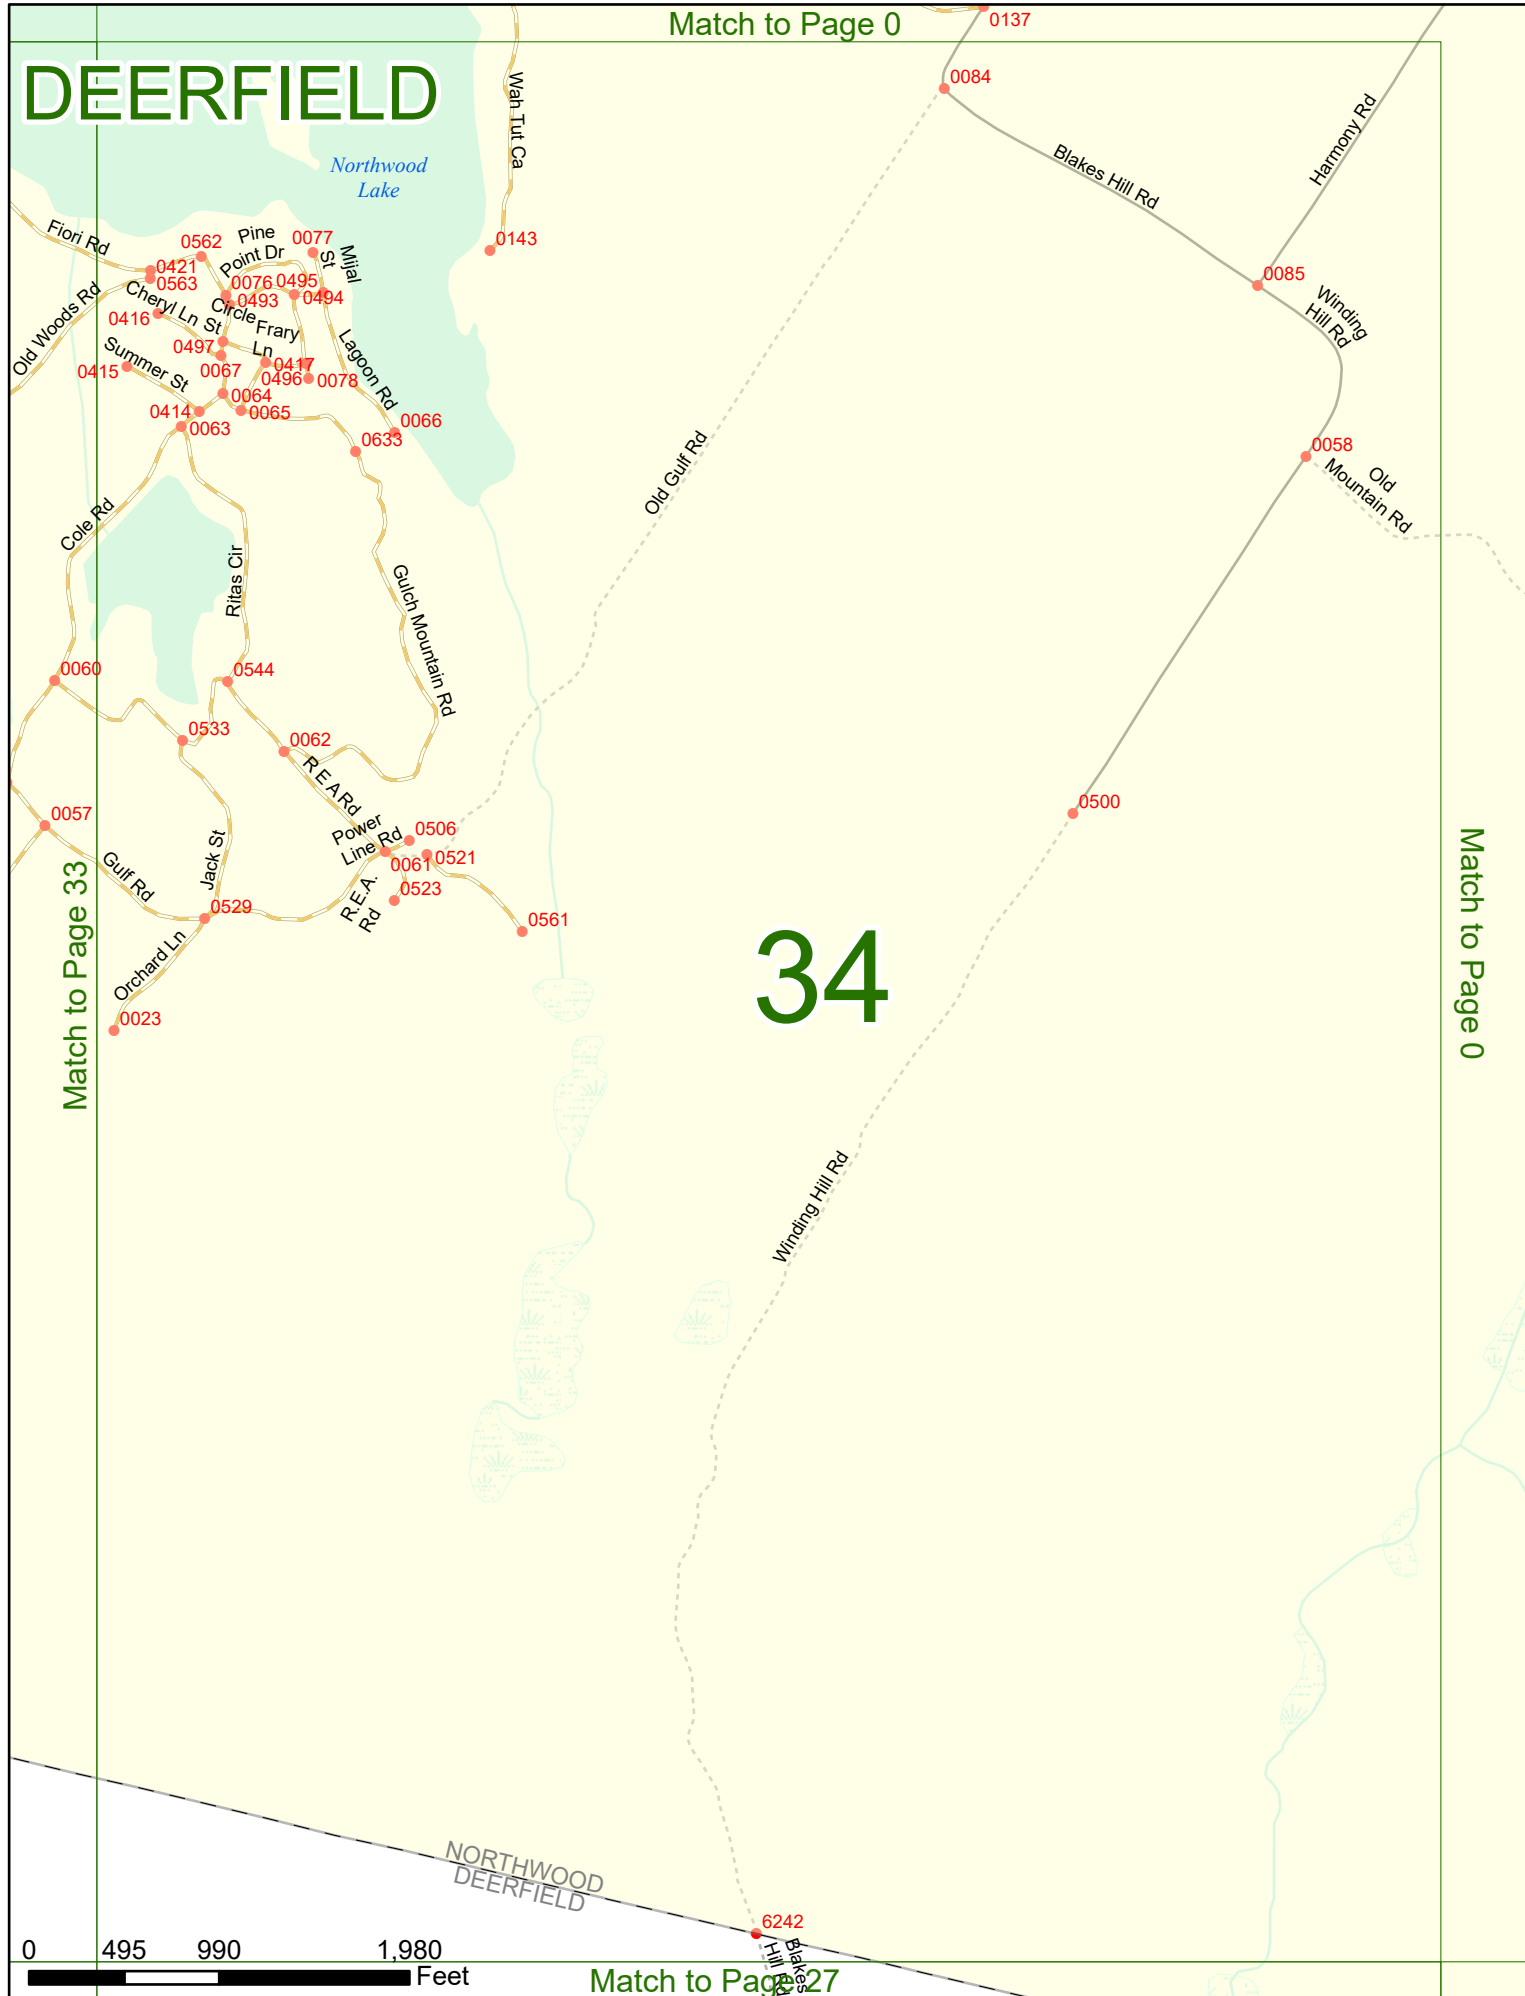 Match to Page 0
0137
DEERFIELD
0084
Wah Tut Ca
Harmony Rd
Northwood
Lake
Blakes Hill Rd
Fiori Rd
0562
Pine
Point Dr
0077
Mijal
St
0143
0421
0563
0076
0495
0493
0494
0085
Old Woods Rd
Cheryl Ln
0416
Circle
St
Frary
Ln
Winding
Hill Rd
0497
Lagoon Rd
Summer St
0415
0067
0417
0496
0078
0064
0414
0065
0063
0066
0633
Old Gulf Rd
0058
Old
Mountain Rd
Cole Rd
Ritas Cir
Gulch Mountain Rd
0060
0544
0533
0062
R E A Rd
0500
0057
Power
Line Rd
0506
0061
0521
Gulf Rd
Jack St
R.E.A.
Rd
0523
0529
0561
Orchard Ln
0023
Match to Page 33
34
Match to Page 0
Winding Hill Rd
NORTHWOOD
DEERFIELD
6242
Blakes
Hill Rd
0 495 990 1,980
Feet
Match to Page 27